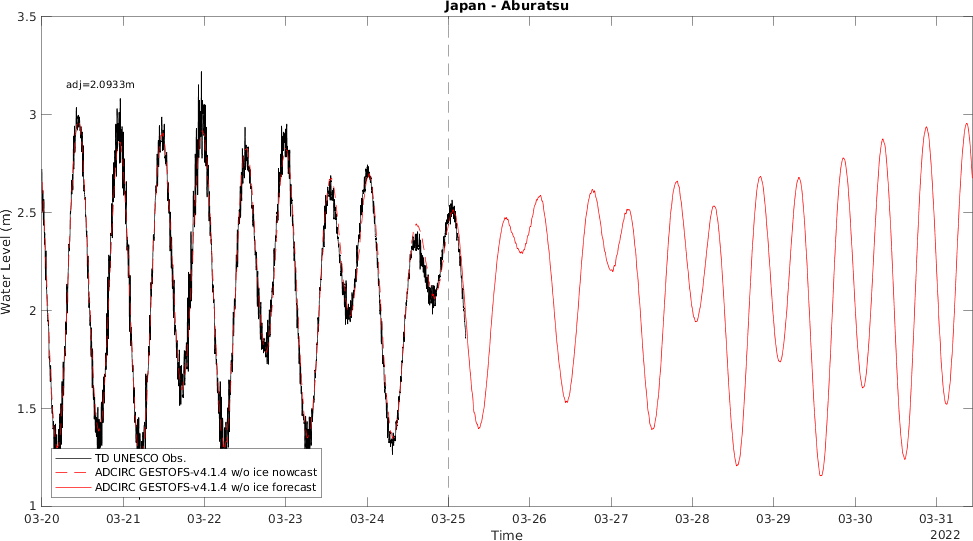 Japan - Aburatsu
adj=2.0933m
3.5
3
2.5
2
1.5
1
Water Level (m)
TD UNESCO Obs.
ADCIRC GESTOFS-v4.1.4 w/o ice nowcast
ADCIRC GESTOFS-v4.1.4 w/o ice forecast
03-20 03-21 03-22 03-23 03-24 03-25 03-26 03-27 03-28 03-29 03-30 03-31
Time
2022